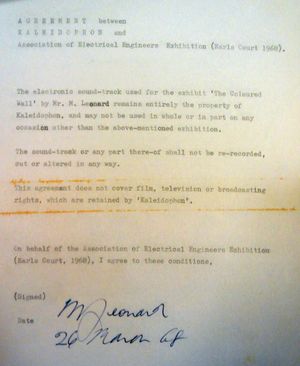 A G R E E M E N T between
K A L E I D O P H O N and
Association of Electrical Engineers Exhibition (Earls Court 1968).
The electronic sound-track used for the exhibit 'The Coloured
Wall' by Mr. M. Leonard remains entirely the property of
Kaleidophon, and may not be used in whole or in part on any
occasion other than the above-mentioned exhibition.
The sound-track or any part there-of shall not be re-recorded,
cut or altered in any way.
This agreement does not cover film, television or broadcasting
rights, which are retained by 'Kaleidophon'.
On behalf of the Association of Electrical Engineers Exhibition
(Earls Court, 1968), I agree to these conditions.
(Signed)
M Leonard
Date
26 March 68